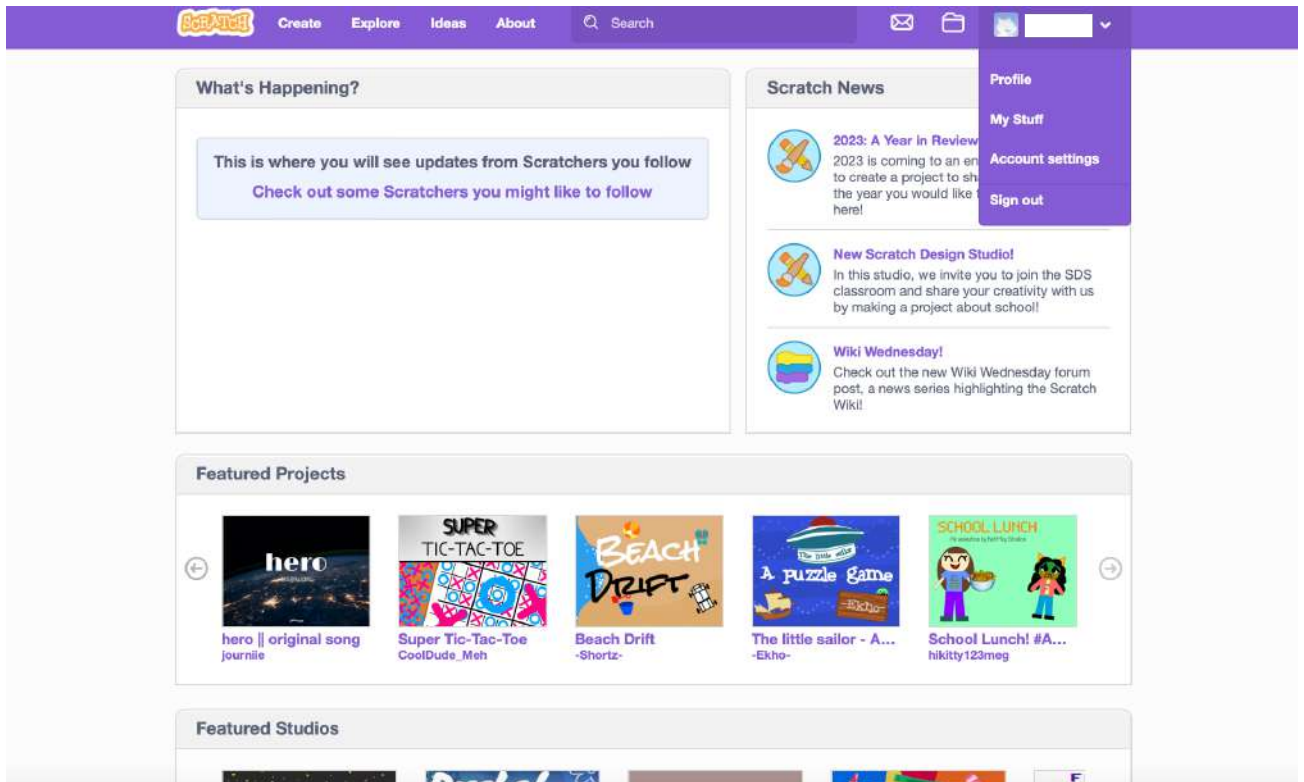 SCRATCH Create Explore Ideas About Search
What's Happening?
This is where you will see updates from Scratchers you follow
Check out some Scratchers you might like to follow
Scratch News
2023: A Year in Review
2023 is coming to an en
to create a project to sh
the year you would like
here!
New Scratch Design Studio!
In this studio, we invite you to join the SDS
classroom and share your creativity with us
by making a project about school!
Wiki Wednesday!
Check out the new Wiki Wednesday forum
post, a news series highlighting the Scratch
Wiki!
Profile
My Stuff
Account settings
Sign out
Featured Projects
hero
SUPER
TIC-TAC-TOE
BEACH
DRIFT
The little sailor
A puzzle game
-Ekho-
SCHOOL LUNCH
hero || original song
journiie
Super Tic-Tac-Toe
CoolDude_Meh
Beach Drift
-Shortz-
The little sailor - A...
-Ekho-
School Lunch! #A...
hikitty123meg
Featured Studios